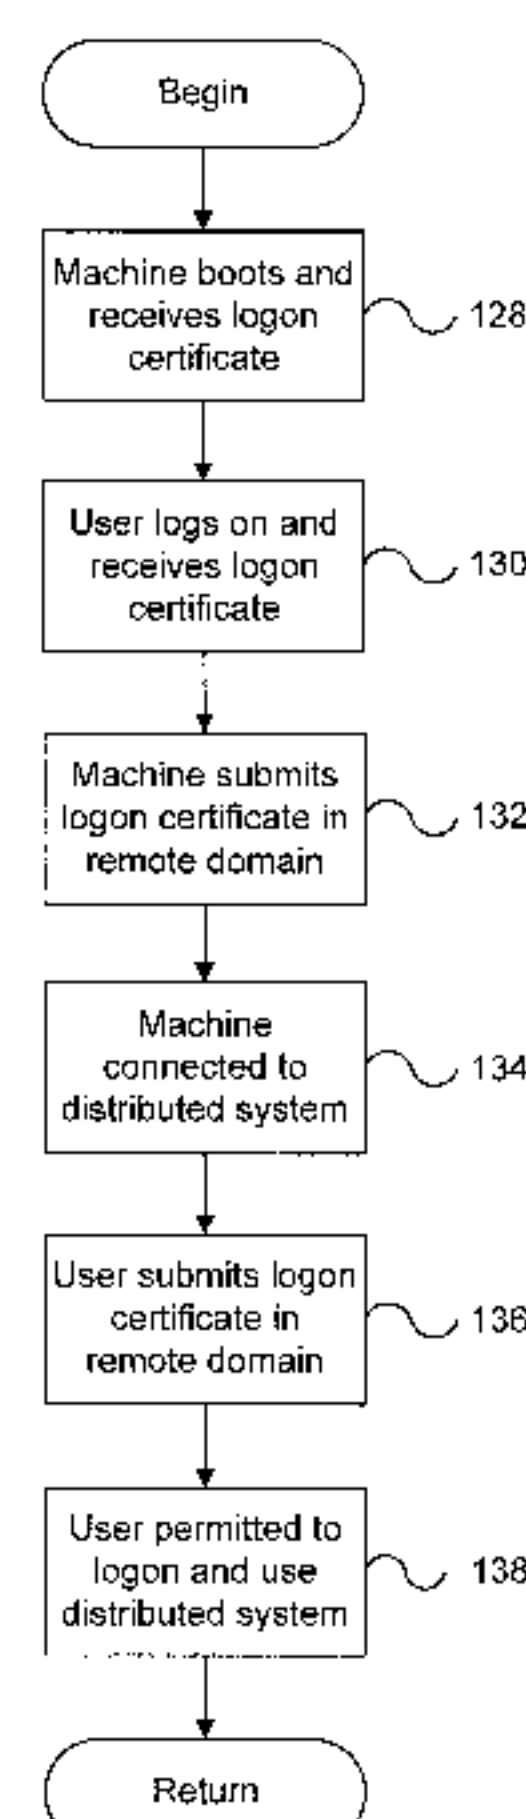 Begin
Machine boots and
receives logon
certificate
128
User logs on and
receives logon
certificate
130
Machine submits
logon certificate in
remote domain
132
Machine
connected to
distributed system
134
User submits logon
certificate in
remote domain
136
User permitted to
logon and use
distributed system
138
Return